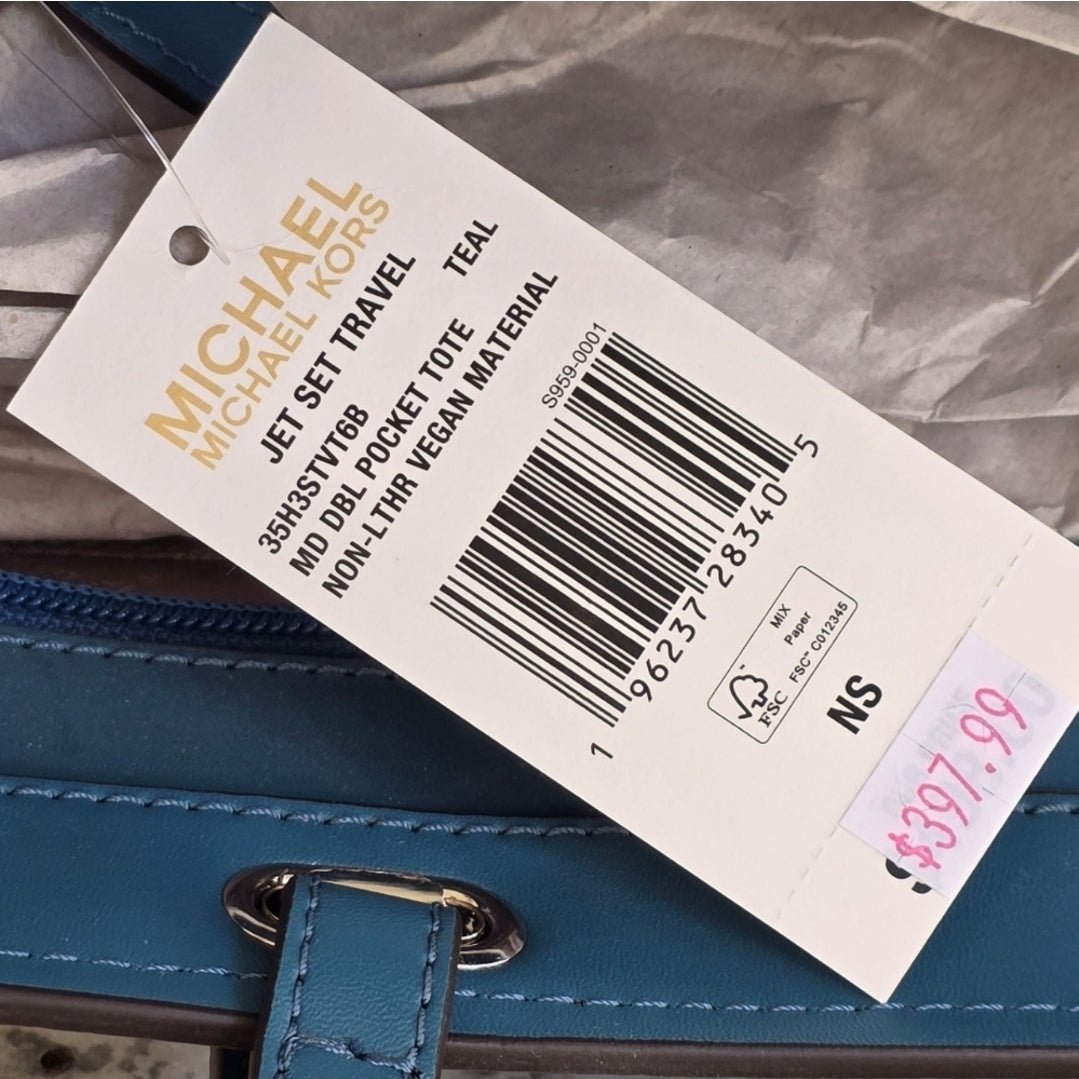 MICHAEL
MICHAEL KORS
JET SET TRAVEL
35H3STVT6B TEAL
MD DBL POCKET TOTE
NON-LTHR VEGAN MATERIAL
S959-0001
1 96237 28340 5
MIX
Paper
FSC™ C012345
FSC
NS
$397.99